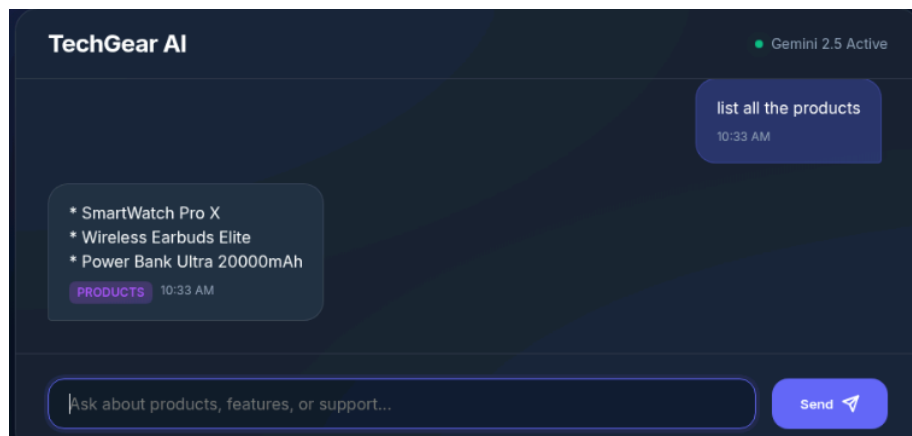 TechGear AI
Gemini 2.5 Active
list all the products
10:33 AM
* SmartWatch Pro X
* Wireless Earbuds Elite
* Power Bank Ultra 20000mAh
PRODUCTS 10:33 AM
Ask about products, features, or support...
Send